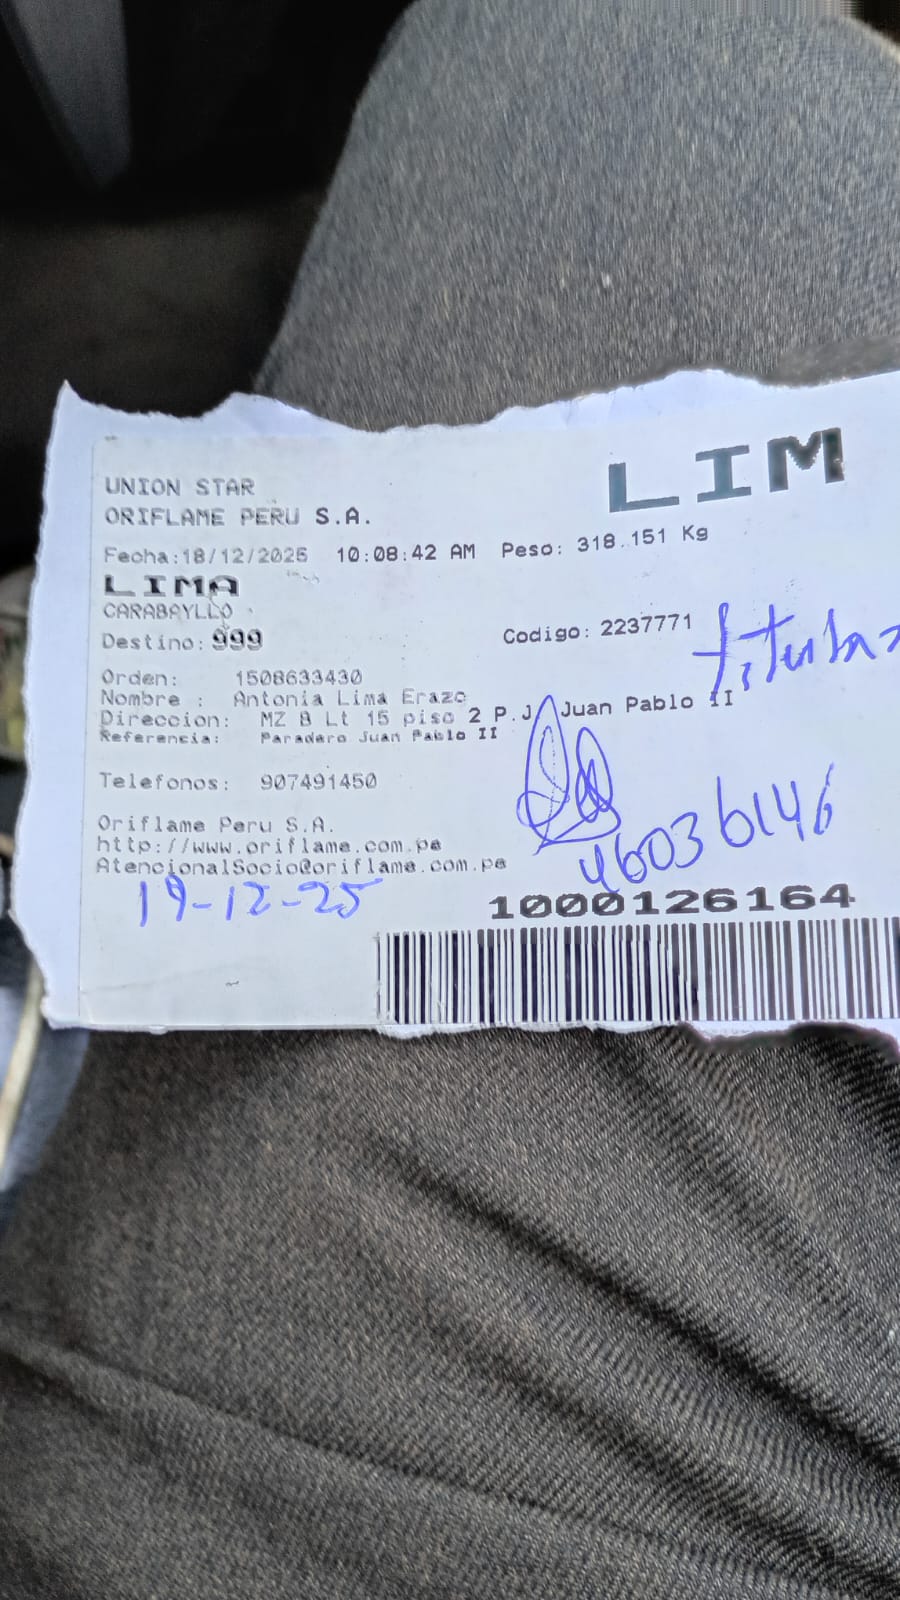 LIM
UNION STAR
ORIFLAME PERU S.A.
Fecha:18/12/2025 10:08:42 AM Peso: 318.151 Kg
LIMA
CARABAYLLO
Destino: 999 Codigo: 2237771
titular
Orden: 1508633430
Nombre : Antonia Lima Erazo
Direccion: MZ 8 Lt 15 piso 2 P.J. Juan Pablo II
Referencia: Paradero Juan Pablo II
Telefonos: 907491450
Oriflame Peru S.A.
http://www.oriflame.com.pe
AtencionalSocio@oriflame.com.pe
46036146
19-12-25
1000126164